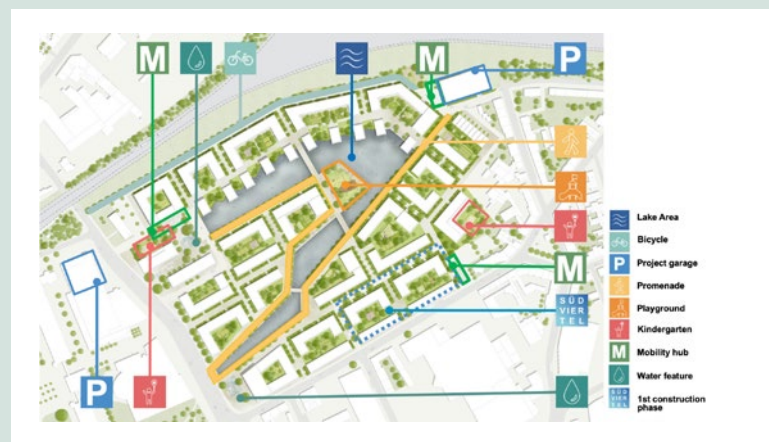 M
M
P
M
SÜD
VIER
TEL
P
Lake Area
Bicycle
P
Project garage
Promenade
Playground
Kindergarten
M
Mobility hub
Water feature
SÜD
VIER
TEL
1st construction
phase